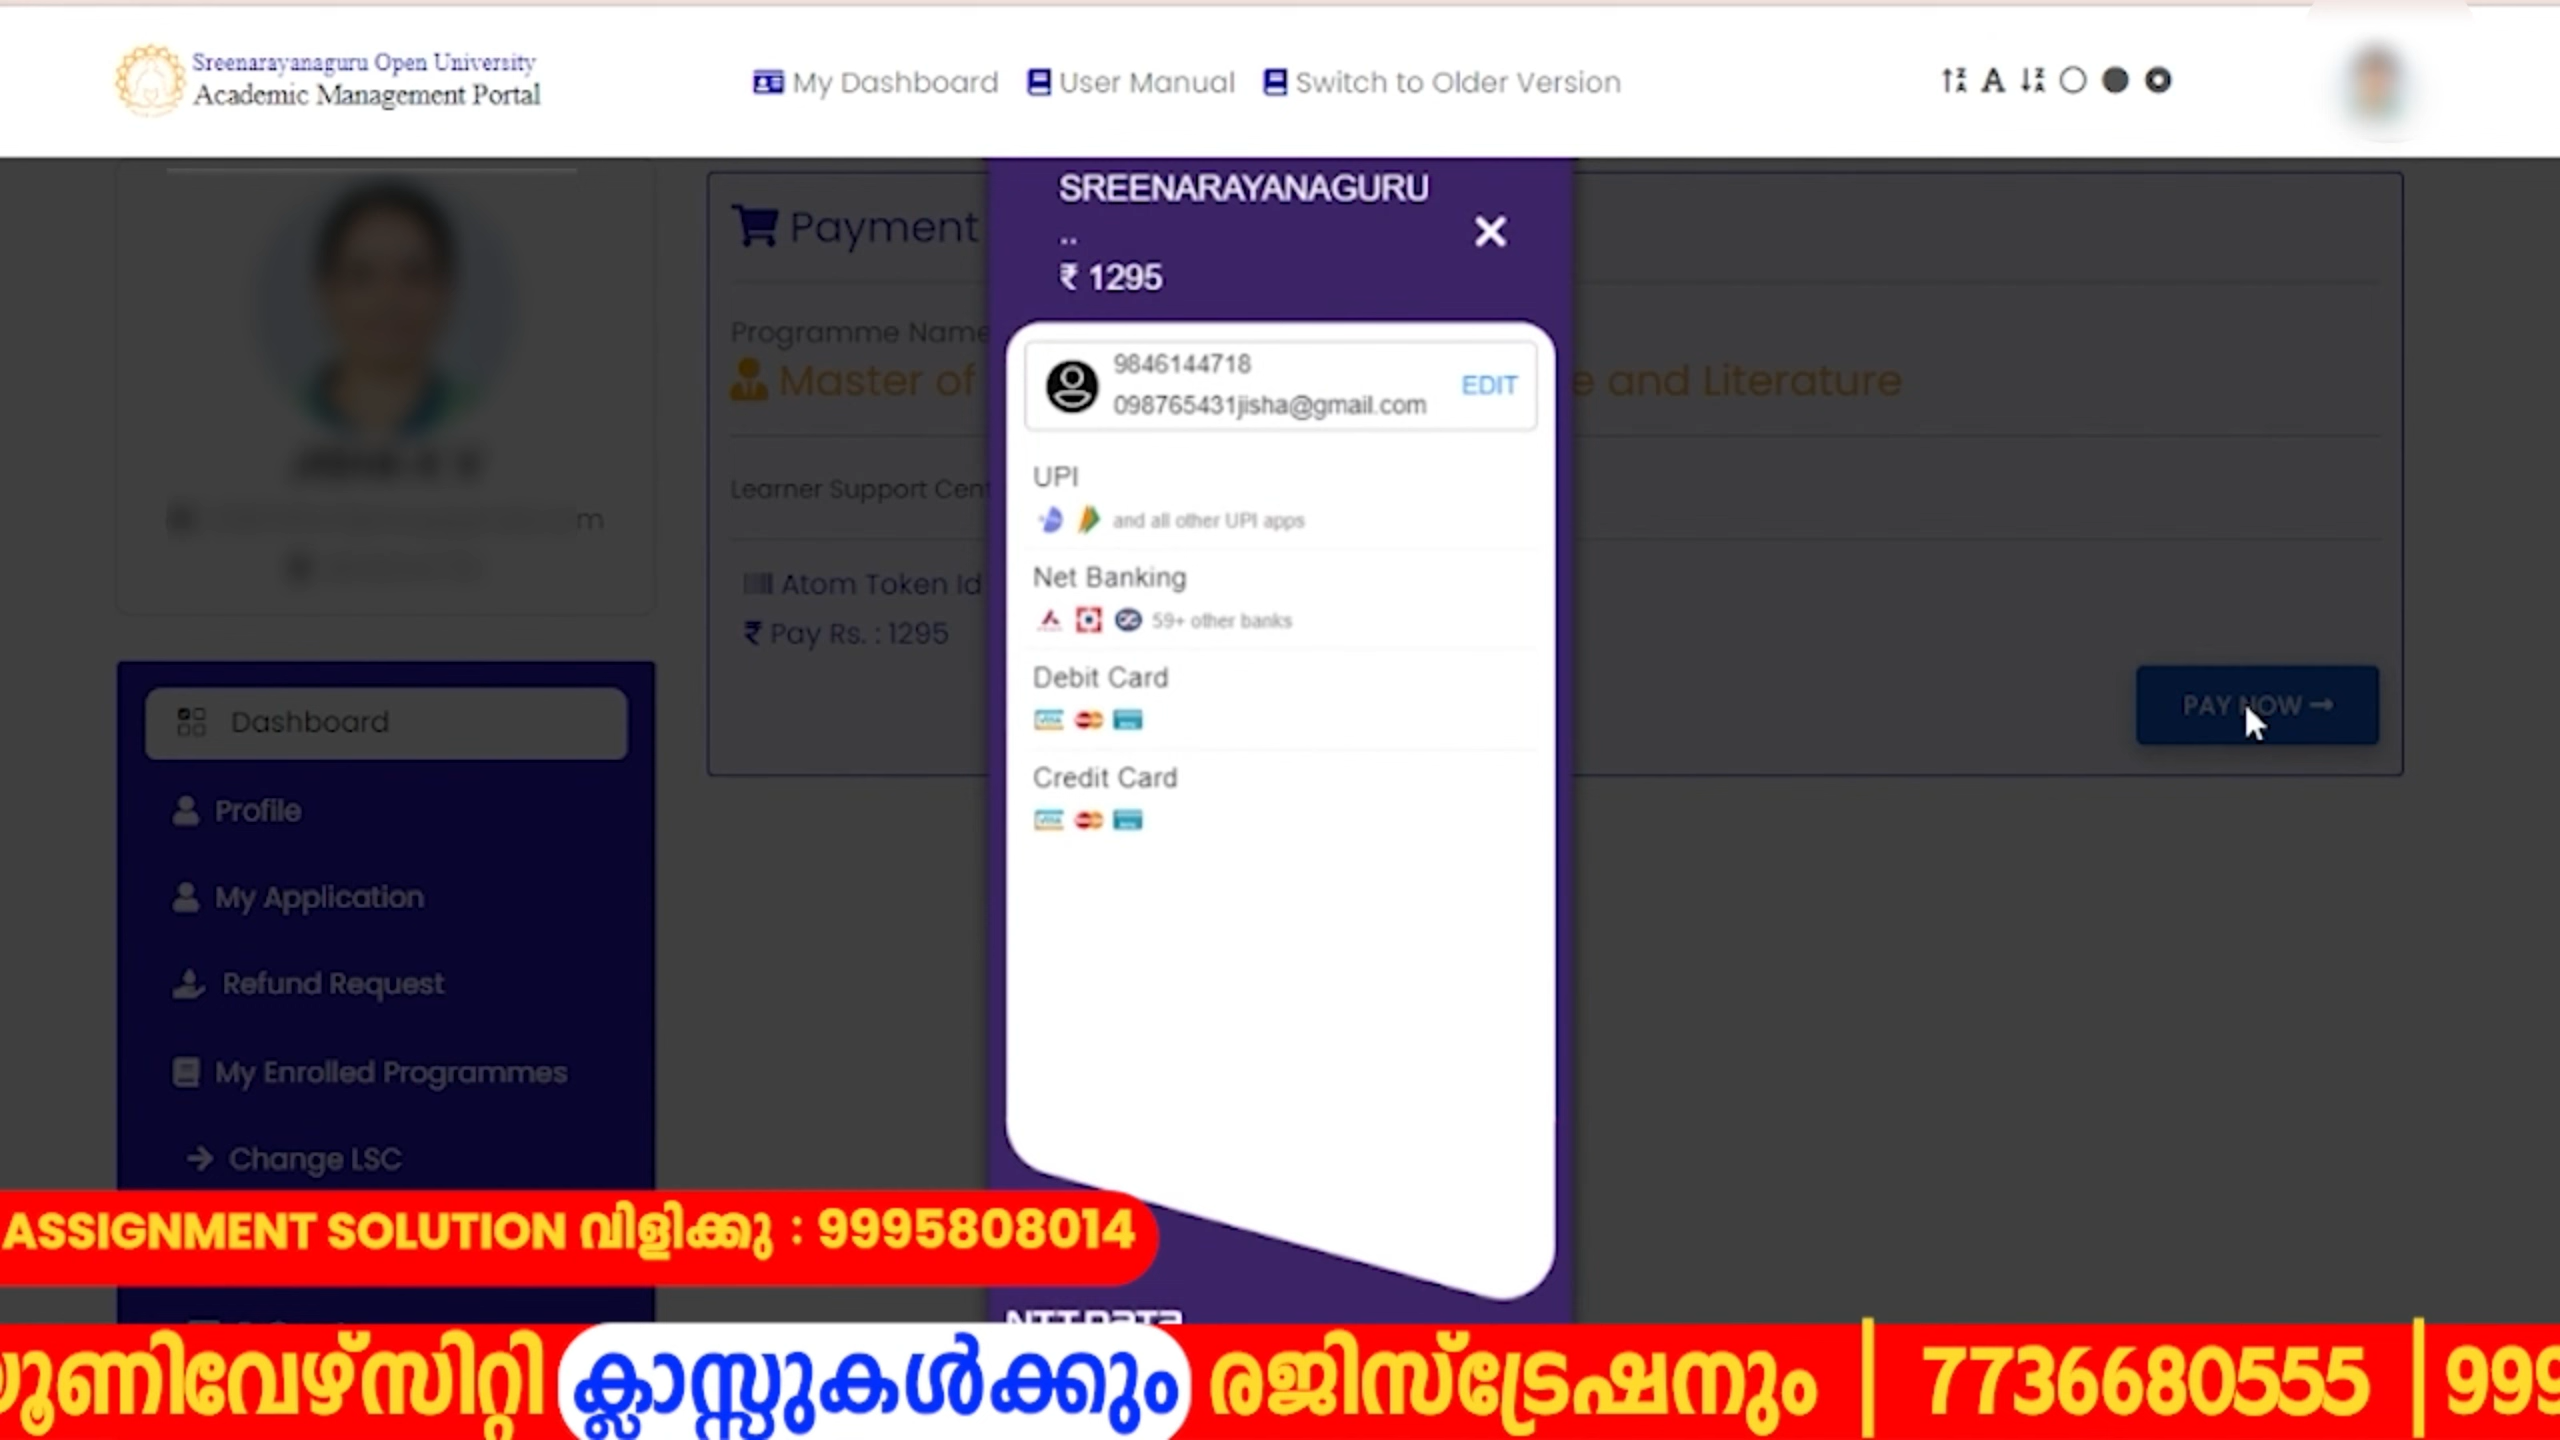 Sreenarayanaguru Open University
Academic Management Portal
My Dashboard
User Manual
Switch to Older Version
A
Payment
Programme Name
Master of
e and Literature
Learner Support Cent
Atom Token Id
₹ Pay Rs. : 1295
PAY NOW
SREENARAYANAGURU
..
₹ 1295
9846144718
098765431jisha@gmail.com
EDIT
UPI
and all other UPI apps
Net Banking
59+ other banks
Debit Card
Credit Card
NTT DATA
m
Dashboard
Profile
My Application
Refund Request
My Enrolled Programmes
Change LSC
ASSIGNMENT SOLUTION വിളിക്കൂ : 9995808014
യൂണിവേഴ്സിറ്റി ക്ലാസ്സുകൾക്കും രജിസ്ട്രേഷനും | 7736680555 | 999